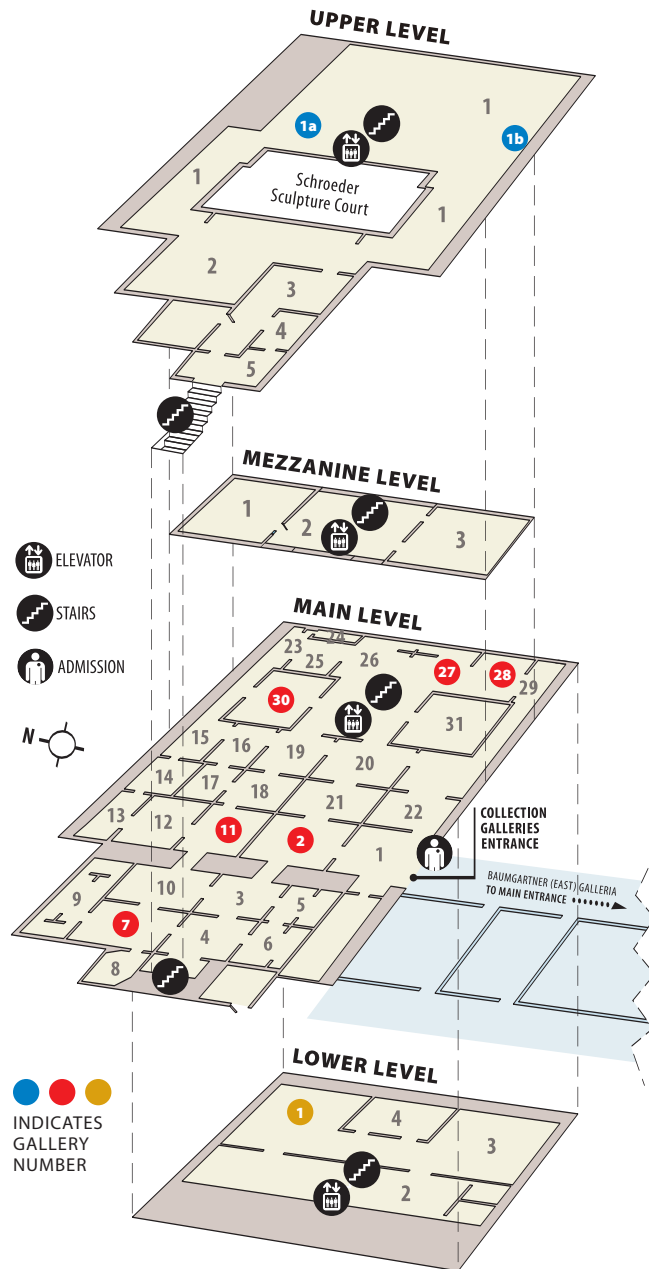 UPPER LEVEL
1
1a
1b
1
Schroeder
Sculpture Court
1
2
3
4
5
MEZZANINE LEVEL
1
2
3
ELEVATOR
STAIRS
ADMISSION
N
MAIN LEVEL
24
23
25
26
27
28
29
30
31
15
16
19
20
14
17
18
21
22
13
12
11
2
1
COLLECTION
GALLERIES
ENTRANCE
BAUMGARTNER (EAST) GALLERIA
TO MAIN ENTRANCE
10
9
3
5
7
4
6
8
LOWER LEVEL
1
4
3
2
INDICATES
GALLERY
NUMBER